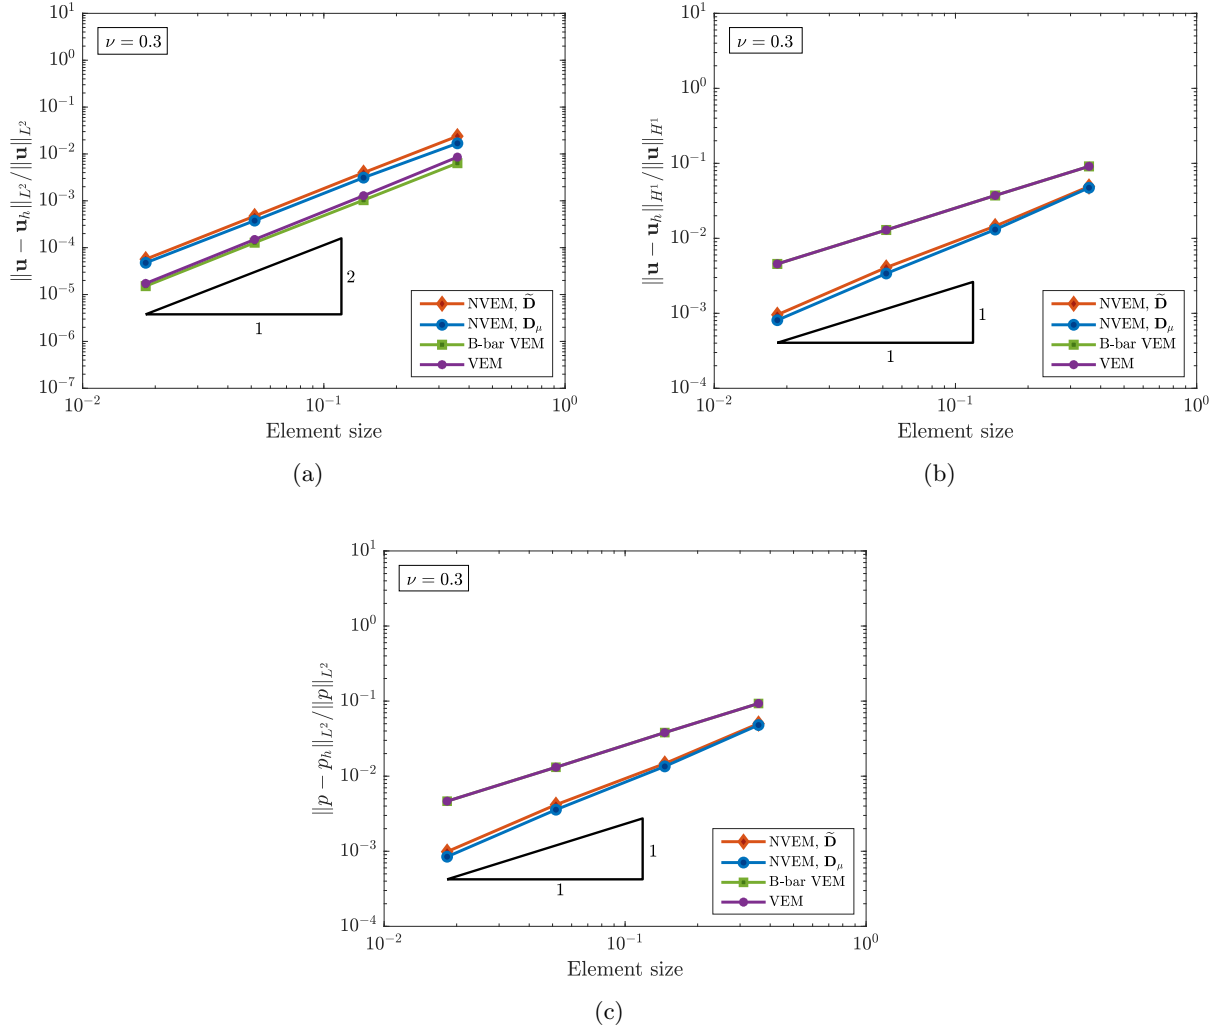 10^1
10^0
10^-1
10^-2
10^-3
10^-4
10^-5
10^-6
10^-7
||u − u_h||_{L^2}/||u||_{L^2}
ν = 0.3
2
1
NVEM, D̃
NVEM, D_μ
B-bar VEM
VEM
10^-2
10^-1
10^0
Element size
(a)
10^1
10^0
10^-1
10^-2
10^-3
10^-4
||u − u_h||_{H^1}/||u||_{H^1}
ν = 0.3
1
1
NVEM, D̃
NVEM, D_μ
B-bar VEM
VEM
10^-2
10^-1
10^0
Element size
(b)
10^1
10^0
10^-1
10^-2
10^-3
10^-4
||p − p_h||_{L^2}/||p||_{L^2}
ν = 0.3
1
1
NVEM, D̃
NVEM, D_μ
B-bar VEM
VEM
10^-2
10^-1
10^0
Element size
(c)